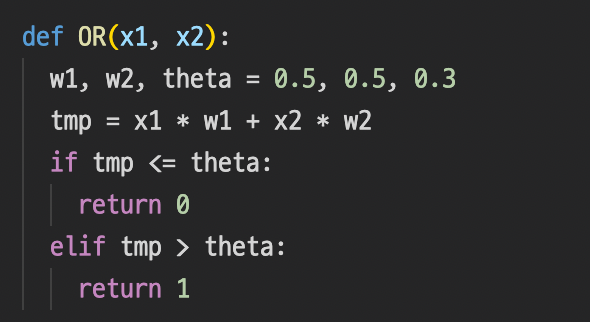 def OR(x1, x2):
  w1, w2, theta = 0.5, 0.5, 0.3
  tmp = x1 * w1 + x2 * w2
  if tmp <= theta:
    return 0
  elif tmp > theta:
    return 1